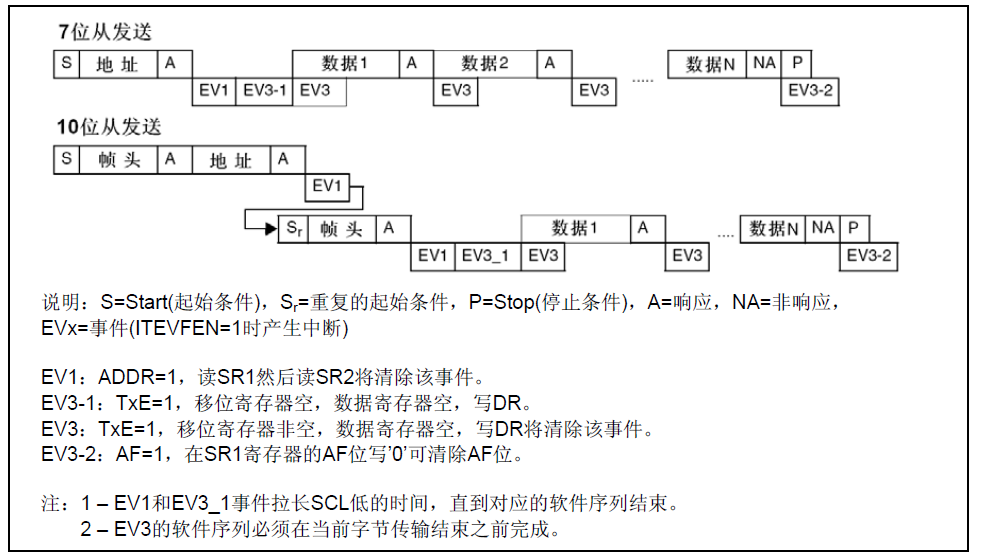 7位从发送
S 地址 A 数据1 A 数据2 A ..... 数据N NA P
EV1 EV3-1 EV3 EV3 EV3 EV3-2
10位从发送
S 帧头 A 地址 A
EV1
Sr 帧头 A 数据1 A .... 数据N NA P
EV1 EV3_1 EV3 EV3 EV3-2
说明：S=Start(起始条件)，Sr=重复的起始条件，P=Stop(停止条件)，A=响应，NA=非响应，
EVx=事件(ITEVFEN=1时产生中断)
EV1：ADDR=1，读SR1然后读SR2将清除该事件。
EV3-1：TxE=1，移位寄存器空，数据寄存器空，写DR。
EV3：TxE=1，移位寄存器非空，数据寄存器空，写DR将清除该事件。
EV3-2：AF=1，在SR1寄存器的AF位写’0’可清除AF位。
注：1 – EV1和EV3_1事件拉长SCL低的时间，直到对应的软件序列结束。
2 – EV3的软件序列必须在当前字节传输结束之前完成。